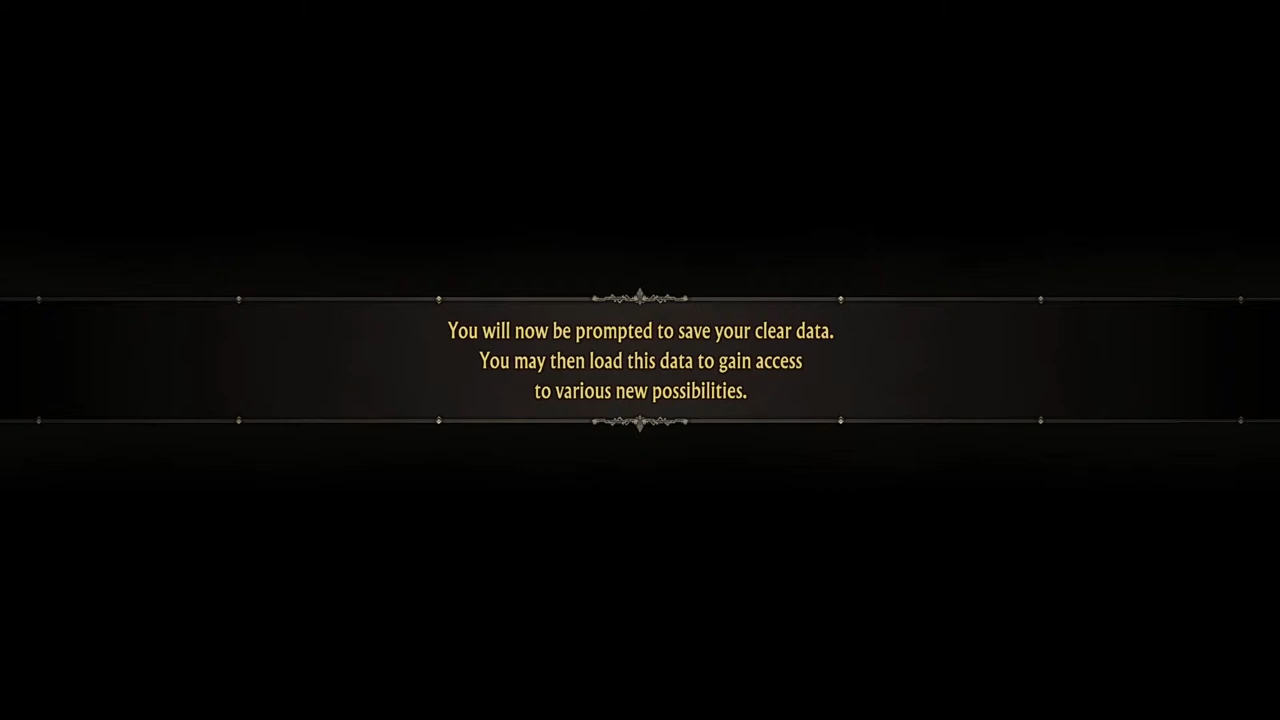 You will now be prompted to save your clear data.
You may then load this data to gain access
to various new possibilities.